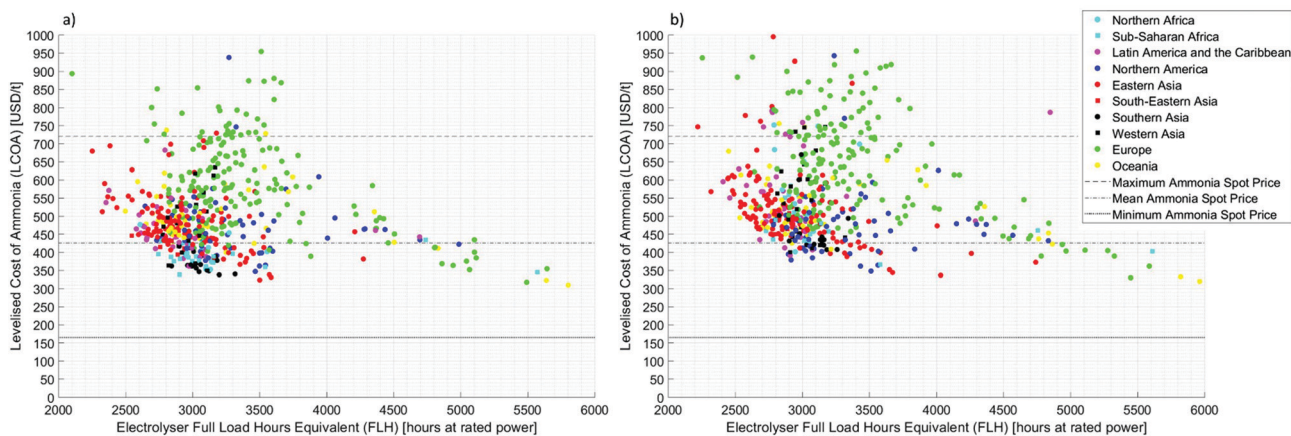 a)
b)
Levelised Cost of Ammonia (LCOA) [USD/t]
1000
950
900
850
800
750
700
650
600
550
500
450
400
350
300
250
200
150
100
50
0
2000 2500 3000 3500 4000 4500 5000 5500 6000
Electrolyser Full Load Hours Equivalent (FLH) [hours at rated power]
Levelised Cost of Ammonia (LCOA) [USD/t]
1000
950
900
850
800
750
700
650
600
550
500
450
400
350
300
250
200
150
100
50
0
2000 2500 3000 3500 4000 4500 5000 5500 6000
Electrolyser Full Load Hours Equivalent (FLH) [hours at rated power]
Northern Africa
Sub-Saharan Africa
Latin America and the Caribbean
Northern America
Eastern Asia
South-Eastern Asia
Southern Asia
Western Asia
Europe
Oceania
Maximum Ammonia Spot Price
Mean Ammonia Spot Price
Minimum Ammonia Spot Price